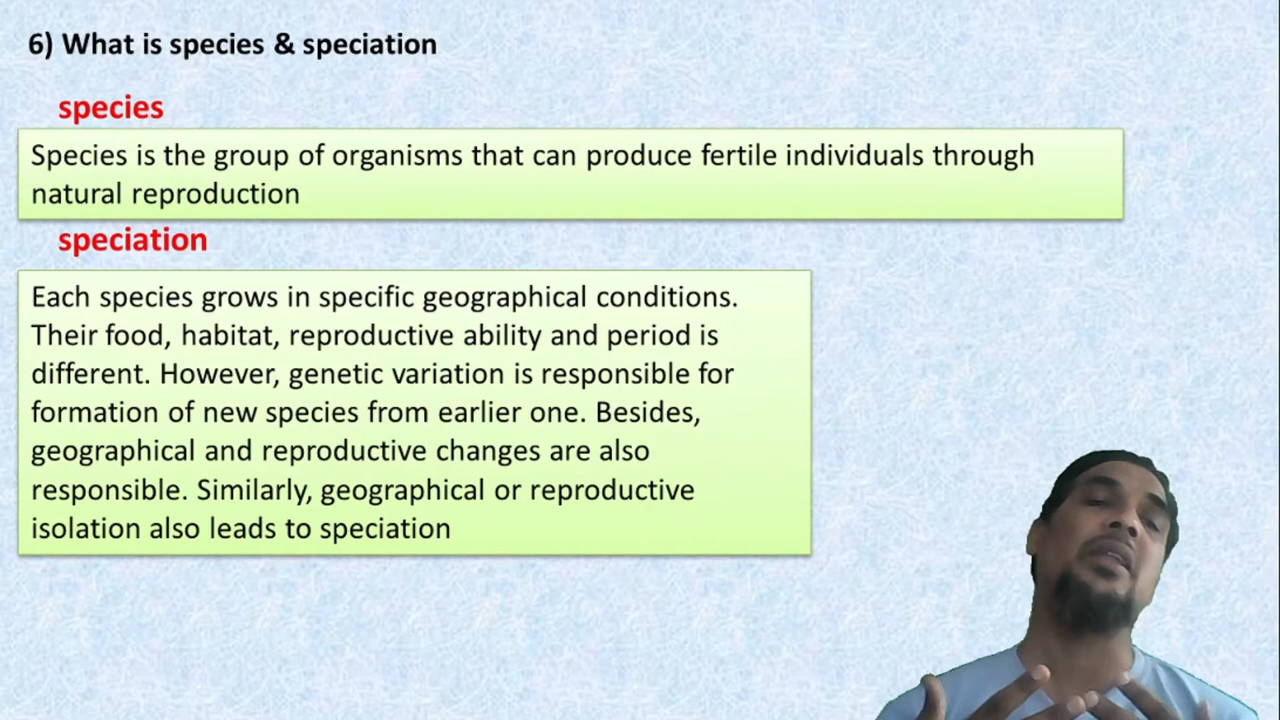 6) What is species & speciation
species
Species is the group of organisms that can produce fertile individuals through
natural reproduction
speciation
Each species grows in specific geographical conditions.
Their food, habitat, reproductive ability and period is
different. However, genetic variation is responsible for
formation of new species from earlier one. Besides,
geographical and reproductive changes are also
responsible. Similarly, geographical or reproductive
isolation also leads to speciation